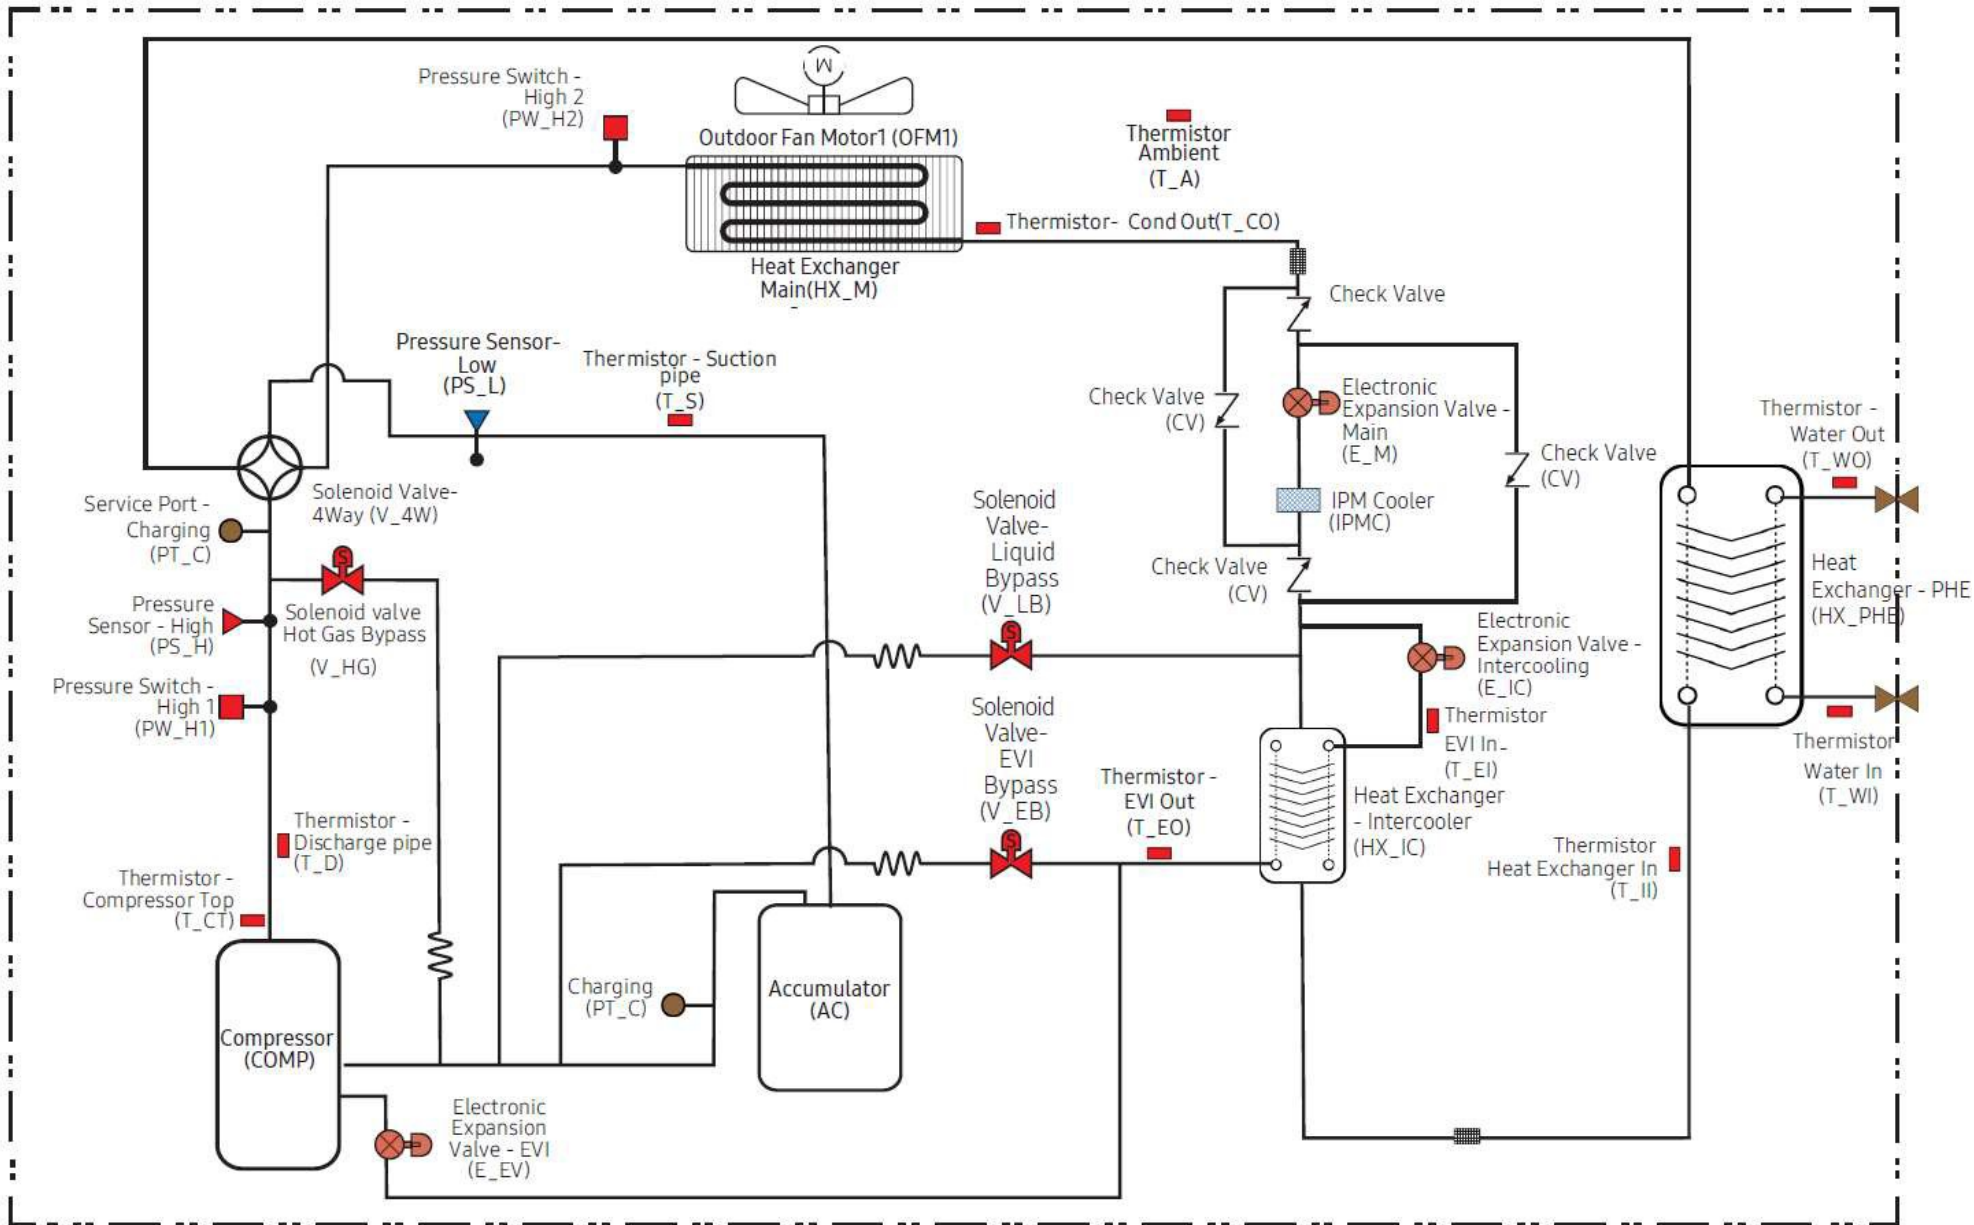 Pressure Switch -
High 2
(PW_H2)
M
Outdoor Fan Motor1 (OFM1)
Thermistor
Ambient
(T_A)
Thermistor-  Cond Out(T_CO)
Heat Exchanger
Main(HX_M)
-
Check Valve
Pressure Sensor-
Low
(PS_L)
Thermistor - Suction
pipe
(T_S)
Check Valve
(CV)
Electronic
Expansion Valve -
Main
(E_M)
Check Valve
(CV)
Thermistor -
Water Out
(T_WO)
Solenoid Valve-
4Way (V_4W)
Service Port -
Charging
(PT_C)
IPM Cooler
(IPMC)
Solenoid
Valve-
Liquid
Bypass
(V_LB)
S
Check Valve
(CV)
Heat
Exchanger - PHE
(HX_PHE)
S
Solenoid valve
Hot Gas Bypass
(V_HG)
Pressure
Sensor - High
(PS_H)
Electronic
Expansion Valve -
Intercooling
(E_IC)
Pressure Switch -
High 1
(PW_H1)
Solenoid
Valve-
EVI
Bypass
(V_EB)
S
Thermistor
EVI In-
(T_EI)
Thermistor
Water In
(T_WI)
Thermistor -
EVI Out
(T_EO)
Heat Exchanger
- Intercooler
(HX_IC)
Thermistor -
Discharge pipe
(T_D)
Thermistor
Heat Exchanger In
(T_II)
Thermistor -
Compressor Top
(T_CT)
Charging
(PT_C)
Accumulator
(AC)
Compressor
(COMP)
Electronic
Expansion
Valve - EVI
(E_EV)